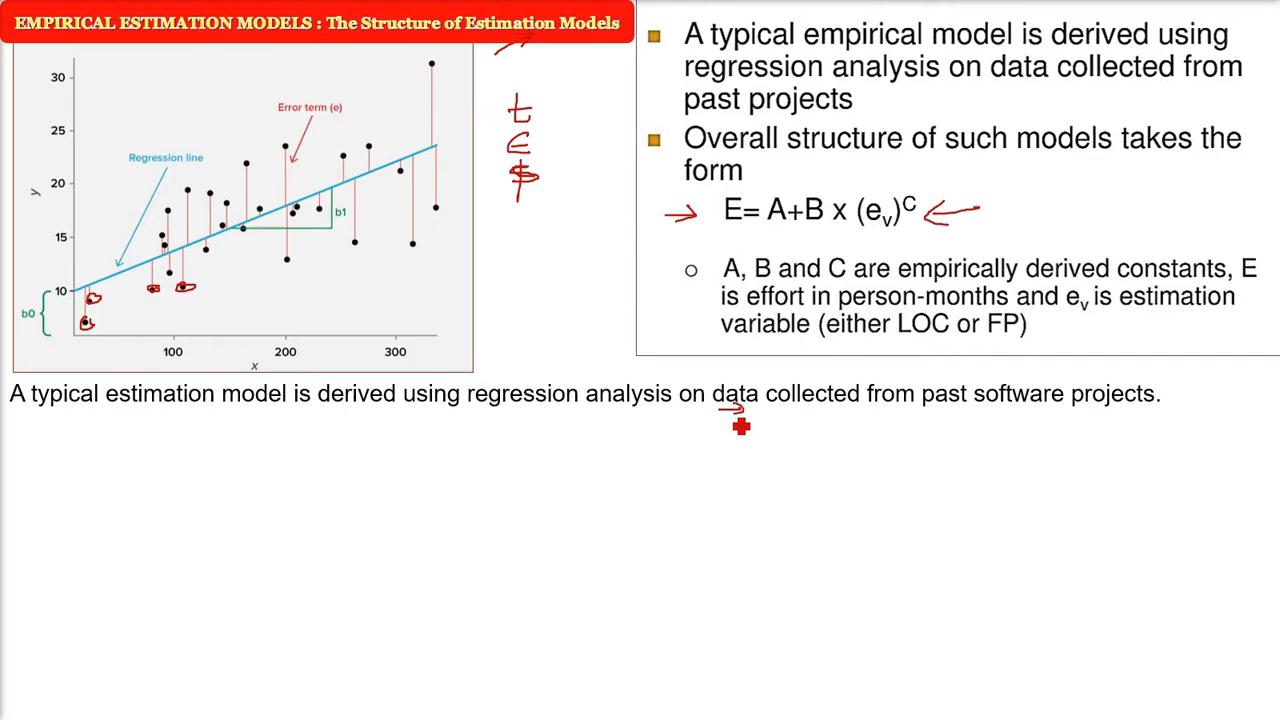 EMPIRICAL ESTIMATION MODELS : The Structure of Estimation Models
30
25
20
15
10
y
b0
Regression line
Error term (e)
b1
100
200
300
x
t
E
$
A typical empirical model is derived using
regression analysis on data collected from
past projects
Overall structure of such models takes the
form
E= A+B x (ev)C
A, B and C are empirically derived constants, E
is effort in person-months and ev is estimation
variable (either LOC or FP)
A typical estimation model is derived using regression analysis on data collected from past software projects.